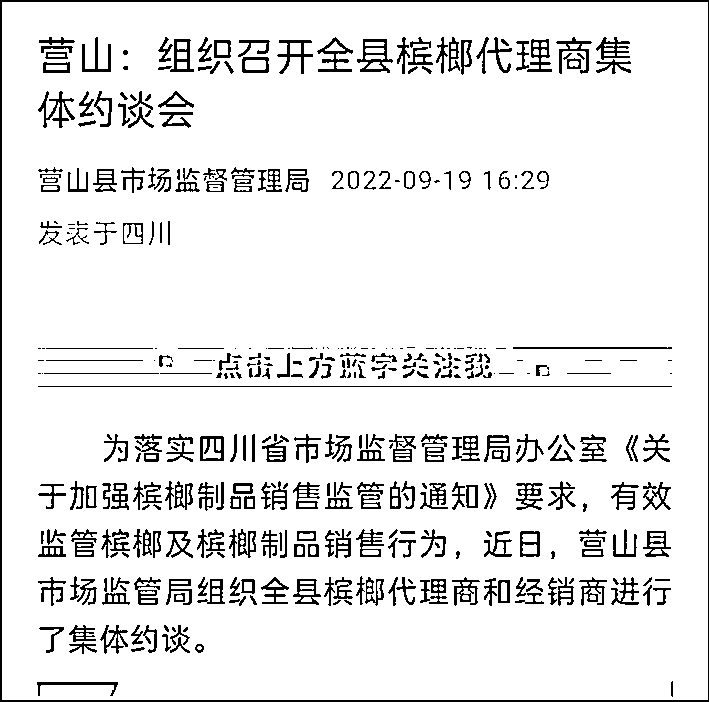 营山：组织召开全县槟榔代理商集
体约谈会
营山县市场监督管理局 2022-09-19 16:29
发表于四川
点击上方蓝字关注我
为落实四川省市场监督管理局办公室《关
于加强槟榔制品销售监管的通知》要求，有效
监管槟榔及槟榔制品销售行为，近日，营山县
市场监管局组织全县槟榔代理商和经销商进行
了集体约谈。